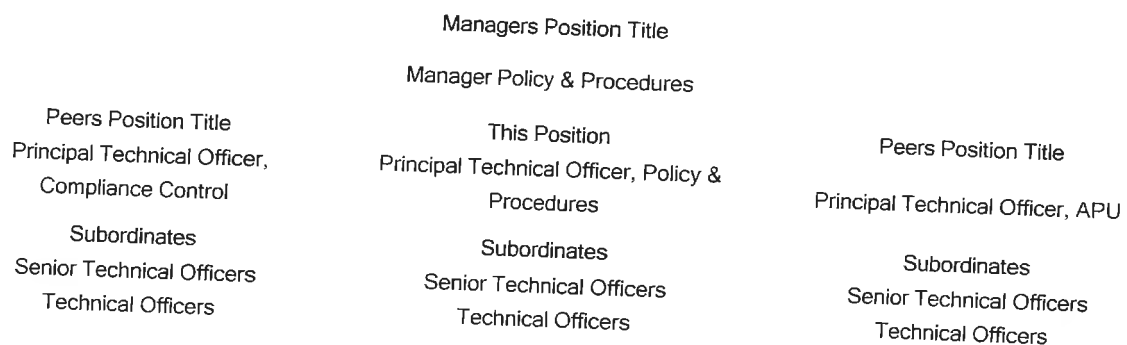 Managers Position Title
Manager Policy & Procedures
Peers Position Title
Principal Technical Officer,
Compliance Control
Subordinates
Senior Technical Officers
Technical Officers
This Position
Principal Technical Officer, Policy &
Procedures
Subordinates
Senior Technical Officers
Technical Officers
Peers Position Title
Principal Technical Officer, APU
Subordinates
Senior Technical Officers
Technical Officers